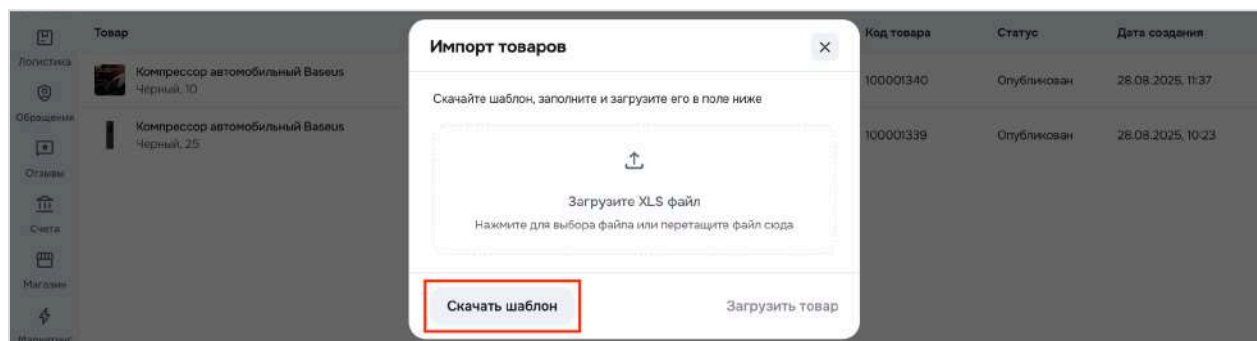 Товар
Код товара
Статус
Дата создания
Логистика
Компрессор автомобильный Baseus
Черный, 10
100001340
Опубликован
28.08.2025, 11:37
Обращения
Компрессор автомобильный Baseus
Черный, 25
100001339
Опубликован
28.08.2025, 10:23
Отзывы
Счета
Магазин
Маркетинг
Импорт товаров
Скачайте шаблон, заполните и загрузите его в поле ниже
Загрузите XLS файл
Нажмите для выбора файла или перетащите файл сюда
Скачать шаблон
Загрузить товар